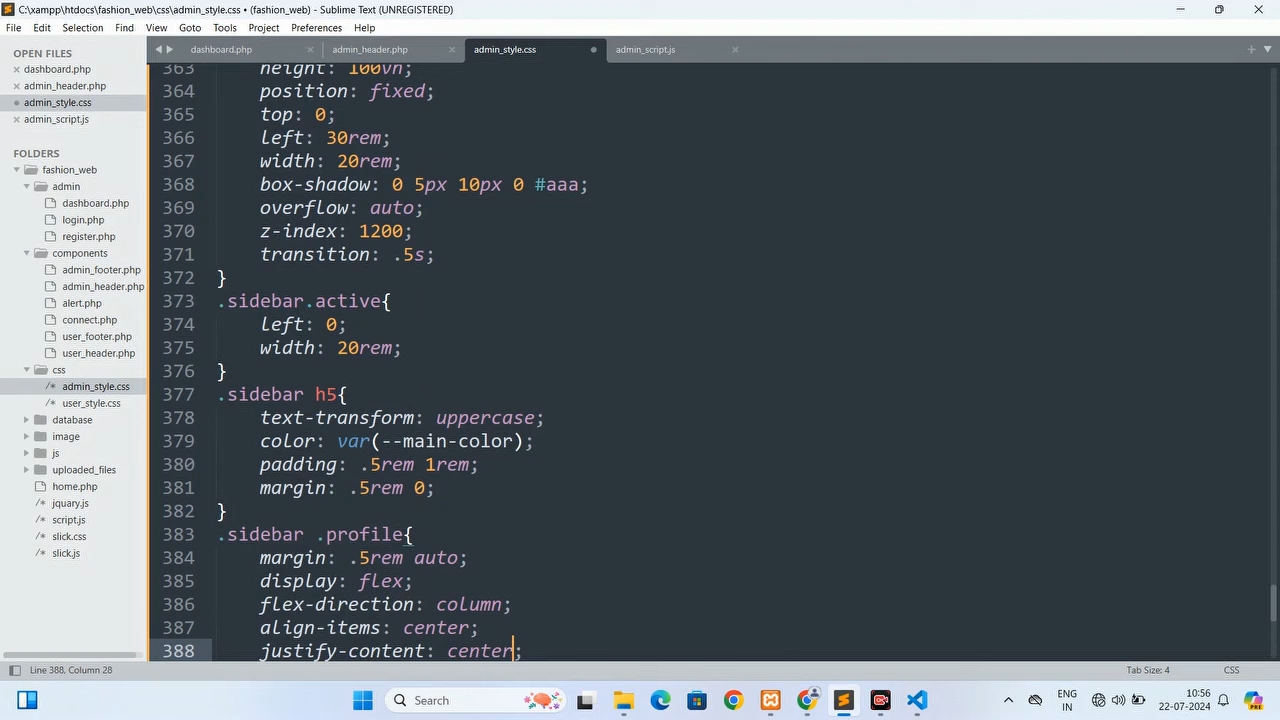 C:\xampp\htdocs\fashion_web\css\admin_style.css • (fashion_web) - Sublime Text (UNREGISTERED)
File Edit Selection Find View Goto Tools Project Preferences Help
OPEN FILES
dashboard.php
admin_header.php
admin_style.css
admin_script.js
FOLDERS
fashion_web
admin
dashboard.php
login.php
register.php
components
admin_footer.php
admin_header.php
alert.php
connect.php
user_footer.php
user_header.php
css
admin_style.css
user_style.css
database
image
js
uploaded_files
home.php
jquary.js
script.js
slick.css
slick.js
dashboard.php admin_header.php admin_style.css admin_script.js
363 height: 100vh;
364 position: fixed;
365 top: 0;
366 left: 30rem;
367 width: 20rem;
368 box-shadow: 0 5px 10px 0 #aaa;
369 overflow: auto;
370 z-index: 1200;
371 transition: .5s;
372 }
373 .sidebar.active{
374 left: 0;
375 width: 20rem;
376 }
377 .sidebar h5{
378 text-transform: uppercase;
379 color: var(--main-color);
380 padding: .5rem 1rem;
381 margin: .5rem 0;
382 }
383 .sidebar .profile{
384 margin: .5rem auto;
385 display: flex;
386 flex-direction: column;
387 align-items: center;
388 justify-content: center;
Line 388, Column 28 Tab Size: 4 CSS
Search
ENG
IN
10:56
22-07-2024
PRE